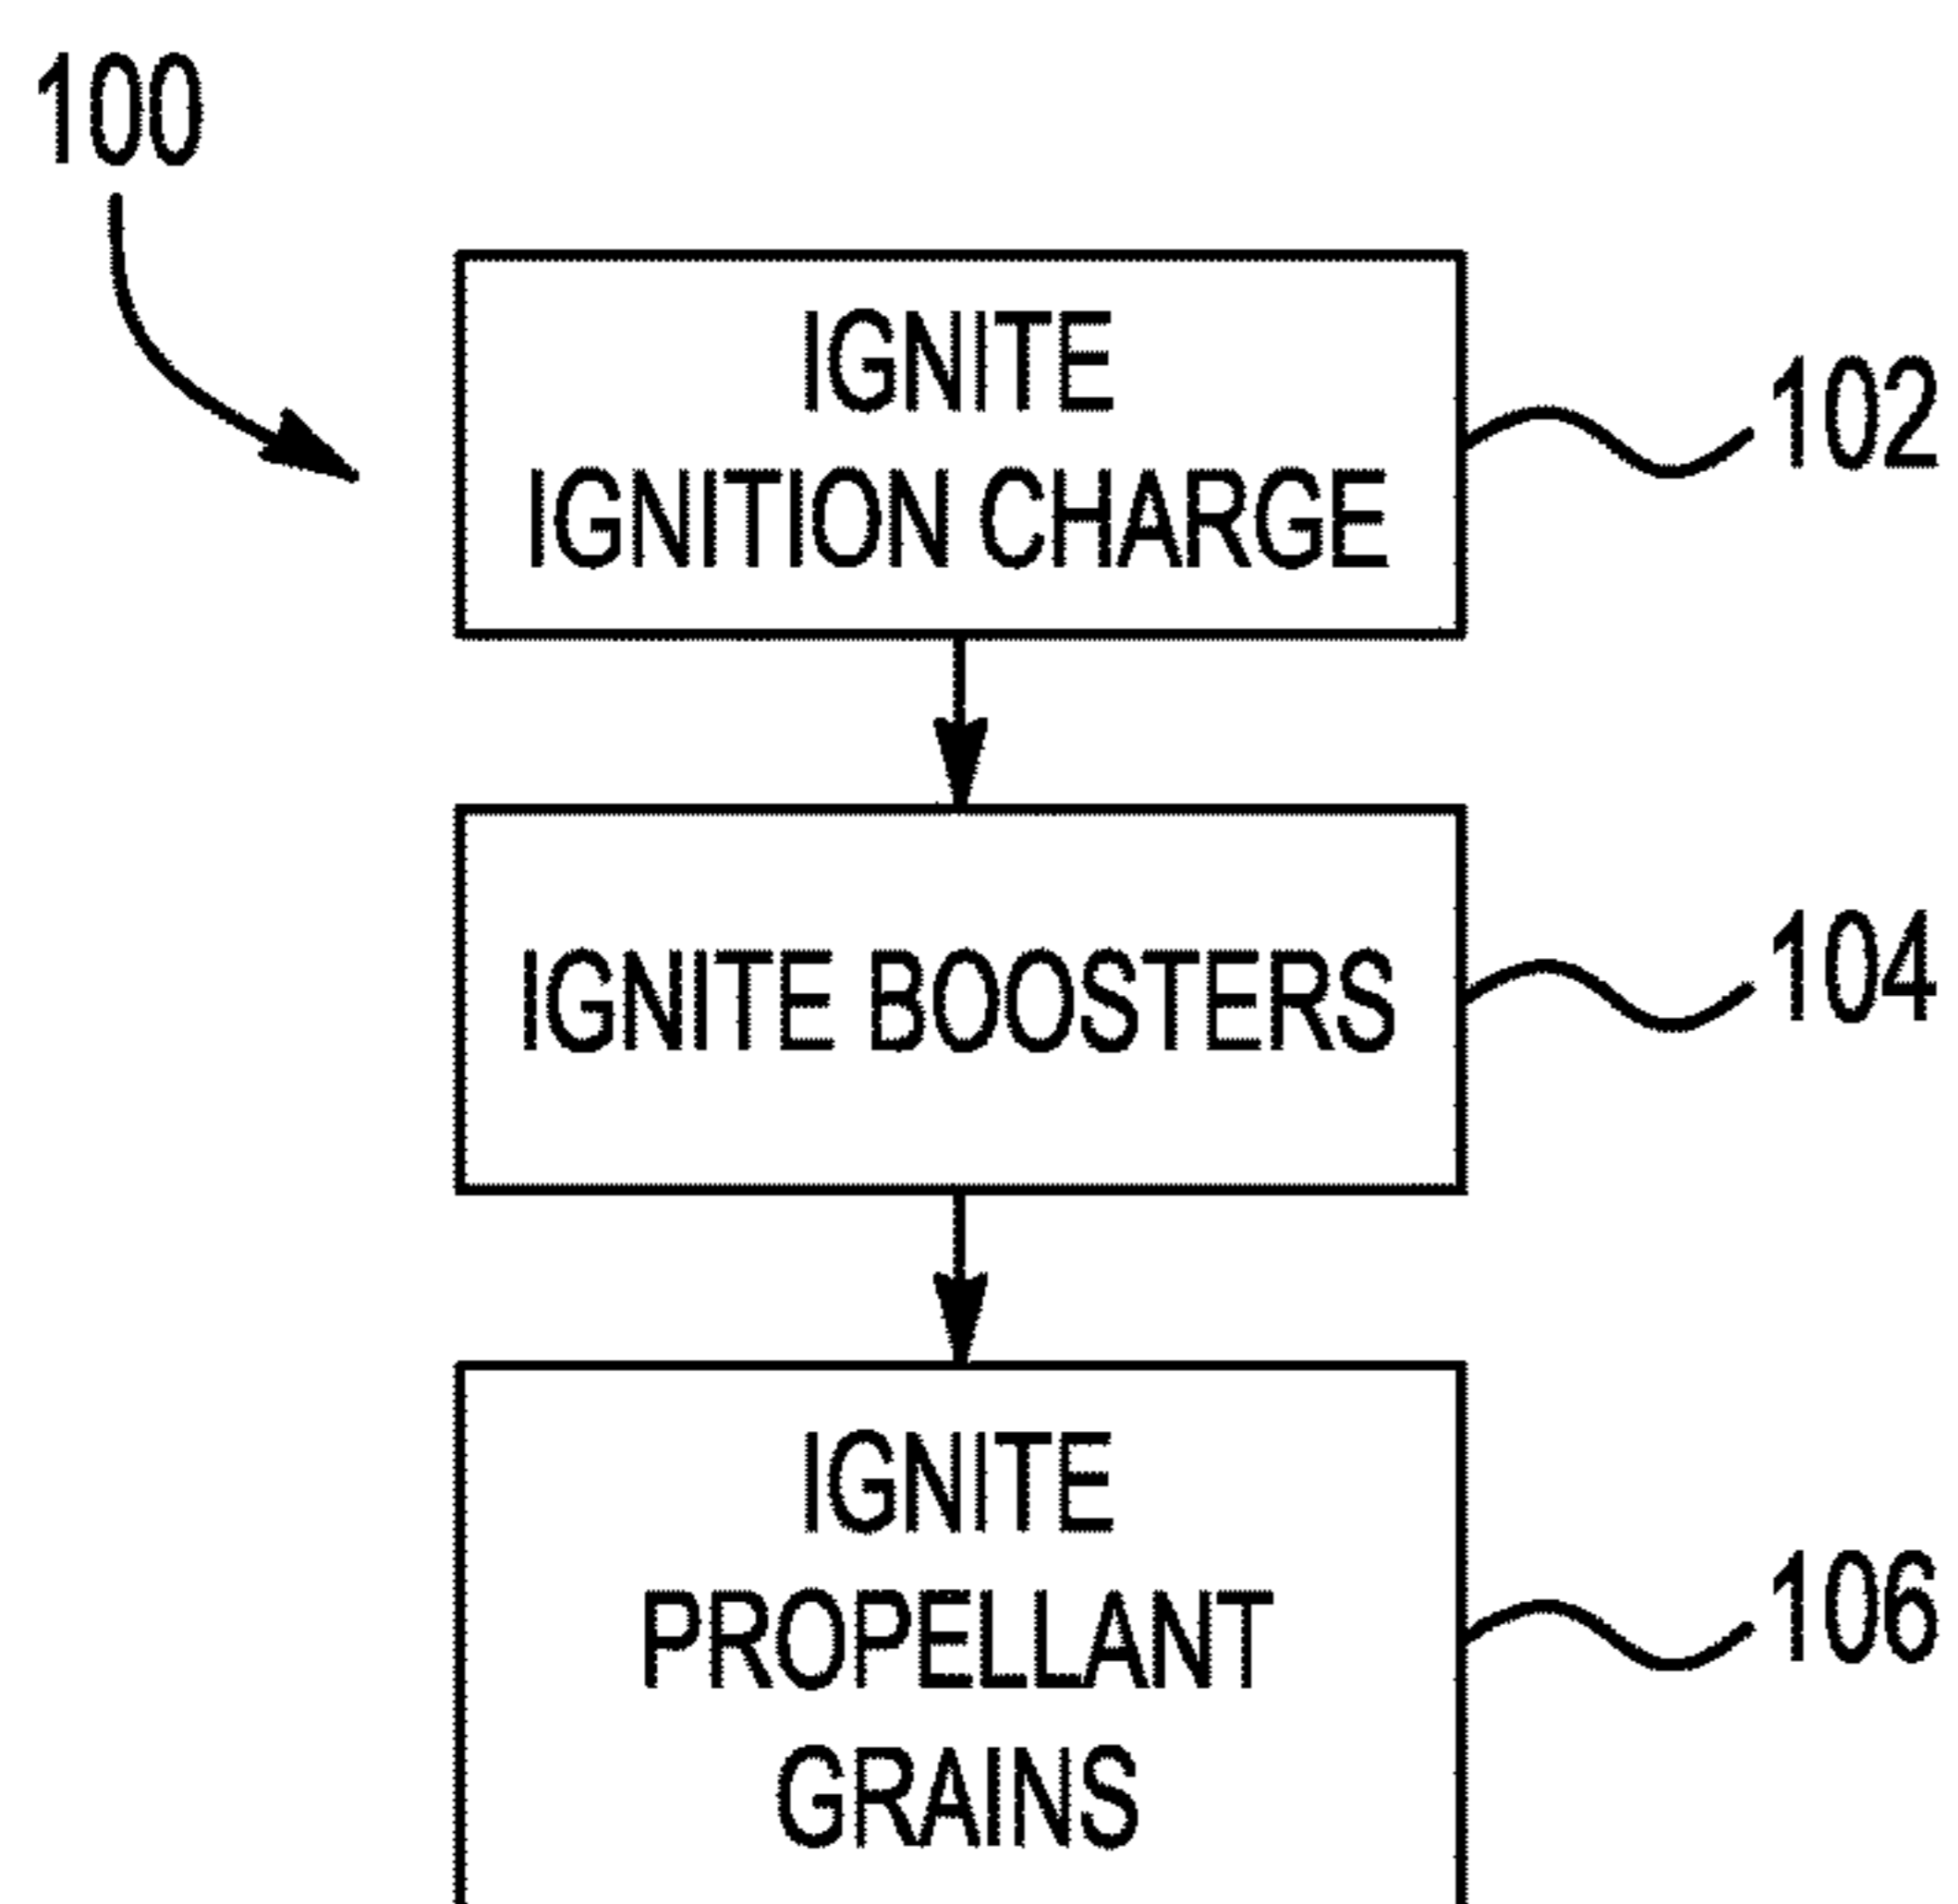 100
IGNITE
IGNITION CHARGE
102
IGNITE BOOSTERS
104
IGNITE
PROPELLANT
GRAINS
106